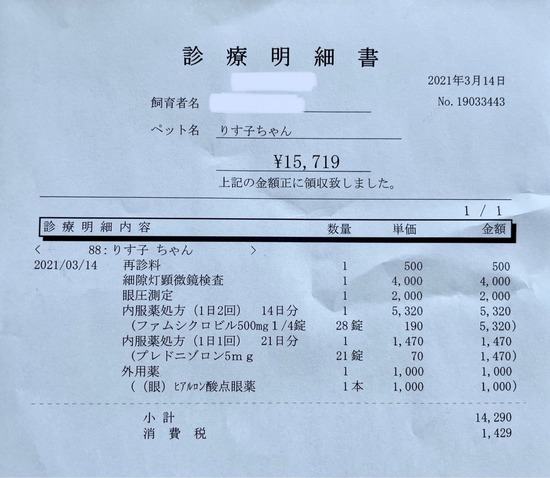 診療明細書
2021年3月14日
飼育者名
No.19033443
ペット名 りす子ちゃん
¥15,719
上記の金額正に領収致しました。
1 / 1
診療明細内容 数量 単価 金額
< 88:りす子 ちゃん >
2021/03/14 再診料 1 500 500
細隙灯顕微鏡検査 1 4,000 4,000
眼圧測定 1 2,000 2,000
内服薬処方(1日2回) 14日分 1 5,320 5,320
(ファムシクロビル500mg1/4錠 28錠 190 5,320)
内服薬処方(1日1回) 21日分 1 1,470 1,470
(プレドニゾロン5mg 21錠 70 1,470)
外用薬 1 1,000 1,000
((眼)ヒアルロン酸点眼薬 1本 1,000 1,000)
小計 14,290
消費税 1,429